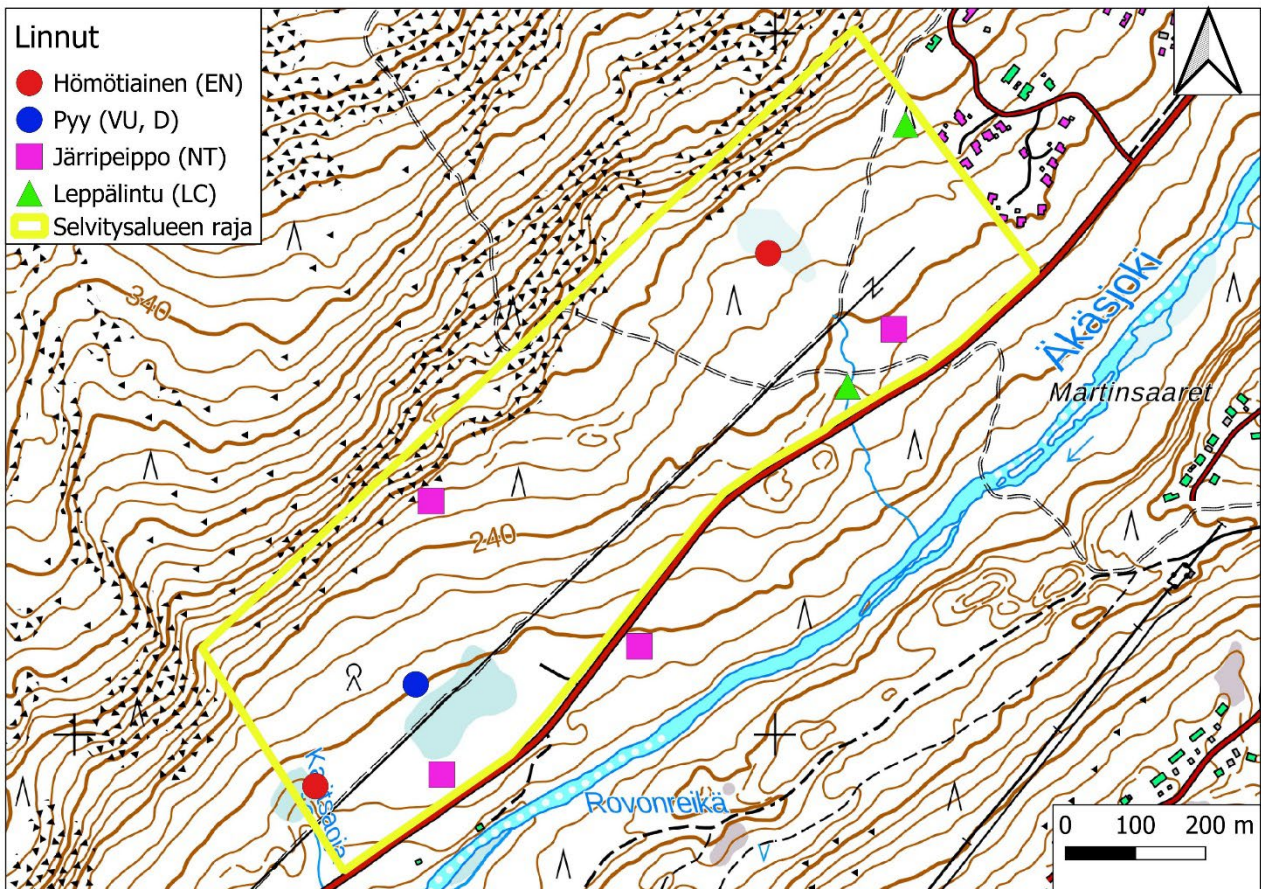 Linnut
Hömötiainen (EN)
Pyy (VU, D)
Järripeippo (NT)
Leppälintu (LC)
Selvitysalueen raja
340
Äkäsjoki
Martinsaaret
240
Rovonreikä
0 100 200 m